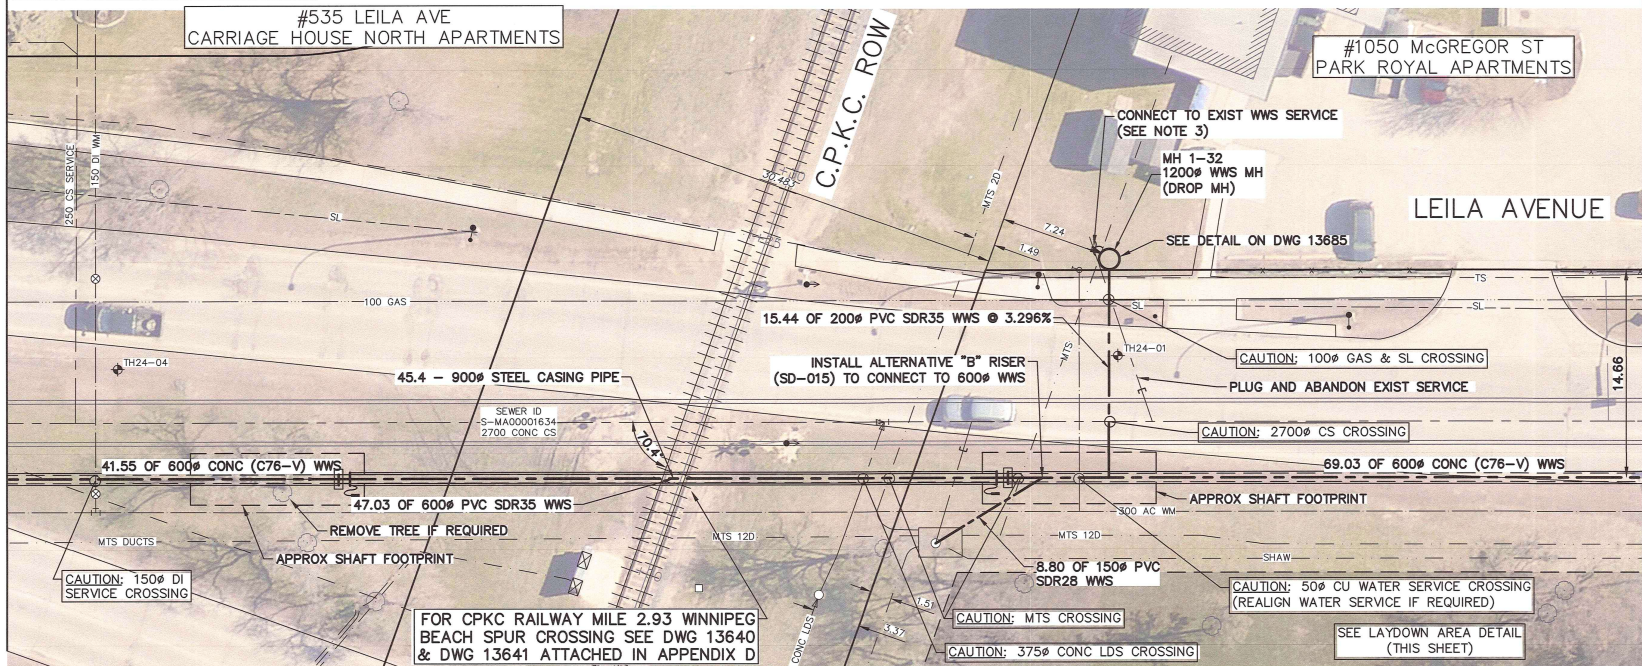 #535 LEILA AVE
CARRIAGE HOUSE NORTH APARTMENTS
C.P.K.C. ROW
#1050 McGREGOR ST
PARK ROYAL APARTMENTS
CONNECT TO EXIST WWS SERVICE
(SEE NOTE 3)
MH 1-32
1200ø WWS MH
(DROP MH)
LEILA AVENUE
SEE DETAIL ON DWG 13685
250 CS SERVICE
150 DI WM
SL
30.483
MTS 2D
7.24
1.49
100 GAS
TS
SL
SL
15.44 OF 200ø PVC SDR35 WWS @ 3.296%
TH24-04
TH24-01
CAUTION: 100ø GAS & SL CROSSING
INSTALL ALTERNATIVE "B" RISER
(SD-015) TO CONNECT TO 600ø WWS
MTS
45.4 - 900ø STEEL CASING PIPE
PLUG AND ABANDON EXIST SERVICE
14.66
SEWER ID
S-MA00001634
2700 CONC CS
70.4°
CAUTION: 2700ø CS CROSSING
41.55 OF 600ø CONC (C76-V) WWS
69.03 OF 600ø CONC (C76-V) WWS
47.03 OF 600ø PVC SDR35 WWS
APPROX SHAFT FOOTPRINT
300 AC WM
REMOVE TREE IF REQUIRED
MTS DUCTS
MTS 12D
MTS 12D
APPROX SHAFT FOOTPRINT
SHAW
8.80 OF 150ø PVC
SDR28 WWS
CAUTION: 150ø DI
SERVICE CROSSING
CAUTION: 50ø CU WATER SERVICE CROSSING
(REALIGN WATER SERVICE IF REQUIRED)
1.51
3.37
CONC LDS
FOR CPKC RAILWAY MILE 2.93 WINNIPEG
BEACH SPUR CROSSING SEE DWG 13640
& DWG 13641 ATTACHED IN APPENDIX D
CAUTION: MTS CROSSING
CAUTION: 375ø CONC LDS CROSSING
SEE LAYDOWN AREA DETAIL
(THIS SHEET)